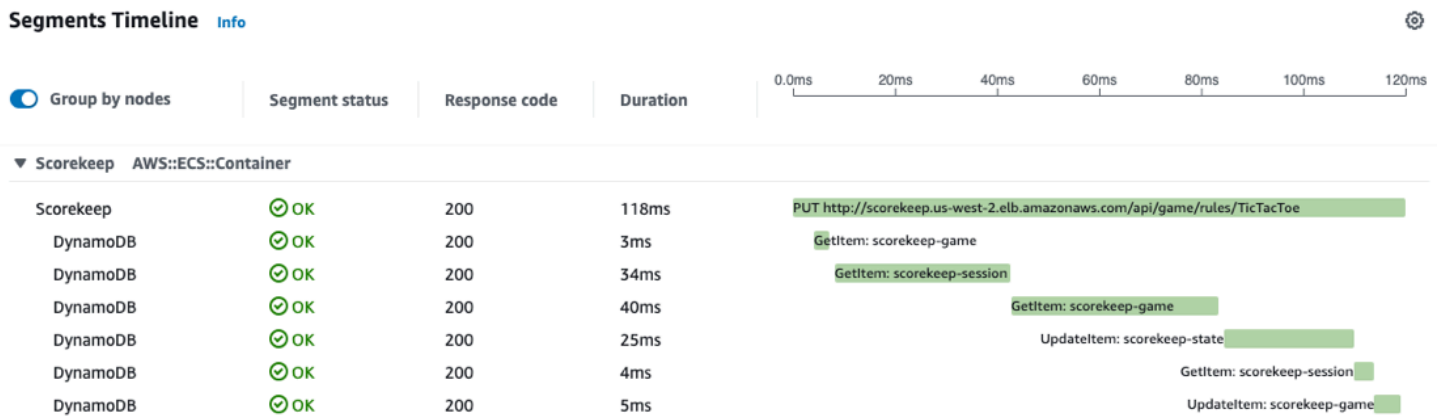 Segments Timeline Info
0.0ms 20ms 40ms 60ms 80ms 100ms 120ms
Group by nodes Segment status Response code Duration
Scorekeep AWS::ECS::Container
Scorekeep OK 200 118ms PUT http://scorekeep.us-west-2.elb.amazonaws.com/api/game/rules/TicTacToe
DynamoDB OK 200 3ms GetItem: scorekeep-game
DynamoDB OK 200 34ms GetItem: scorekeep-session
DynamoDB OK 200 40ms GetItem: scorekeep-game
DynamoDB OK 200 25ms UpdateItem: scorekeep-state
DynamoDB OK 200 4ms GetItem: scorekeep-session
DynamoDB OK 200 5ms UpdateItem: scorekeep-game